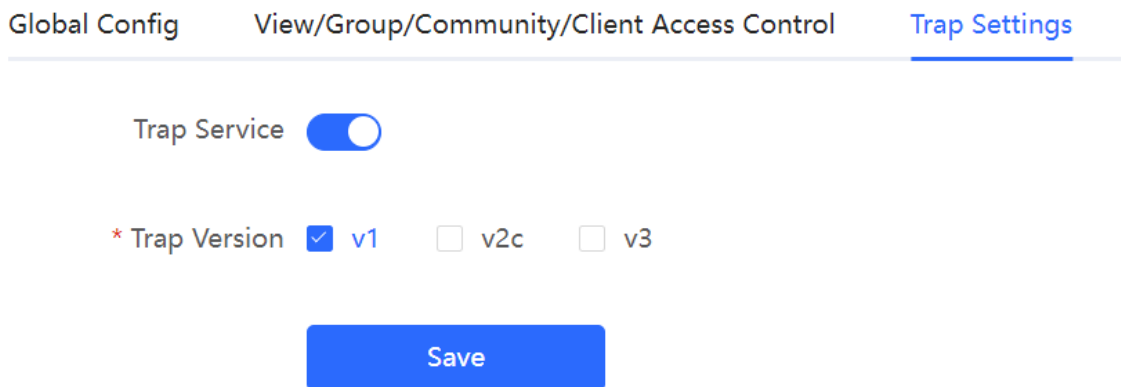 Global Config View/Group/Community/Client Access Control Trap Settings
Trap Service
* Trap Version v1 v2c v3
Save